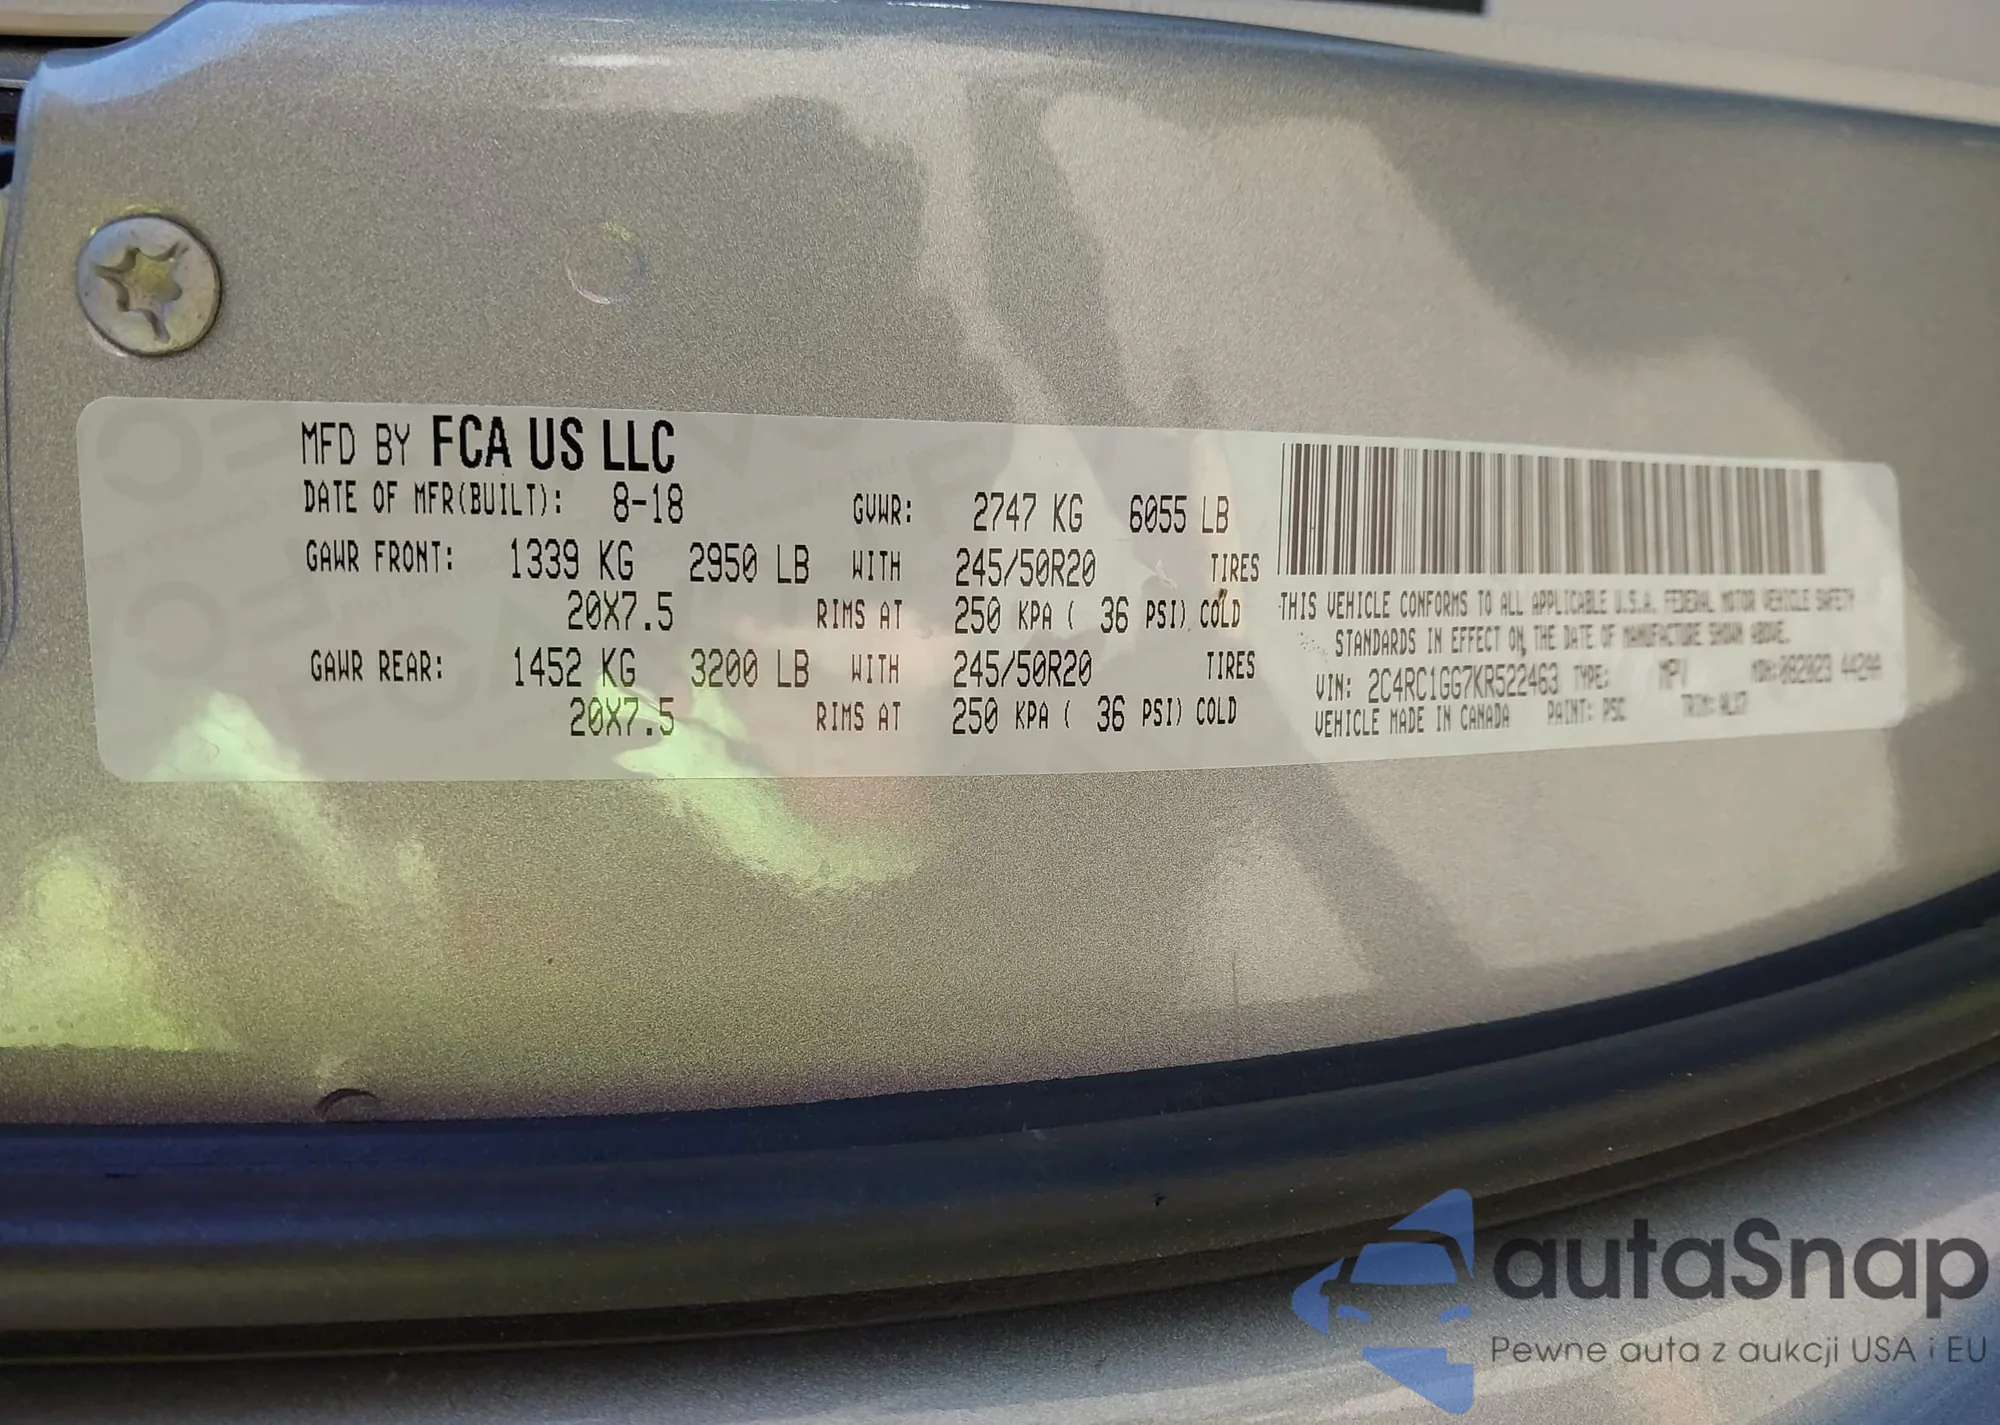 MFD BY FCA US LLC
DATE OF MFR(BUILT): 8-18 GVWR: 2747 KG 6055 LB
GAWR FRONT: 1339 KG 2950 LB WITH 245/50R20 TIRES
20X7.5 RIMS AT 250 KPA ( 36 PSI) COLD
GAWR REAR: 1452 KG 3200 LB WITH 245/50R20 TIRES
20X7.5 RIMS AT 250 KPA ( 36 PSI) COLD
THIS VEHICLE CONFORMS TO ALL APPLICABLE U.S.A. FEDERAL MOTOR VEHICLE SAFETY
STANDARDS IN EFFECT ON THE DATE OF MANUFACTURE SHOWN ABOVE.
VIN: 2C4RC1GG7KR522463 TYPE: MPV MDH:082023 44244
VEHICLE MADE IN CANADA PAINT: PSC TRIM:
autaSnap
Pewne auta z aukcji USA i EU